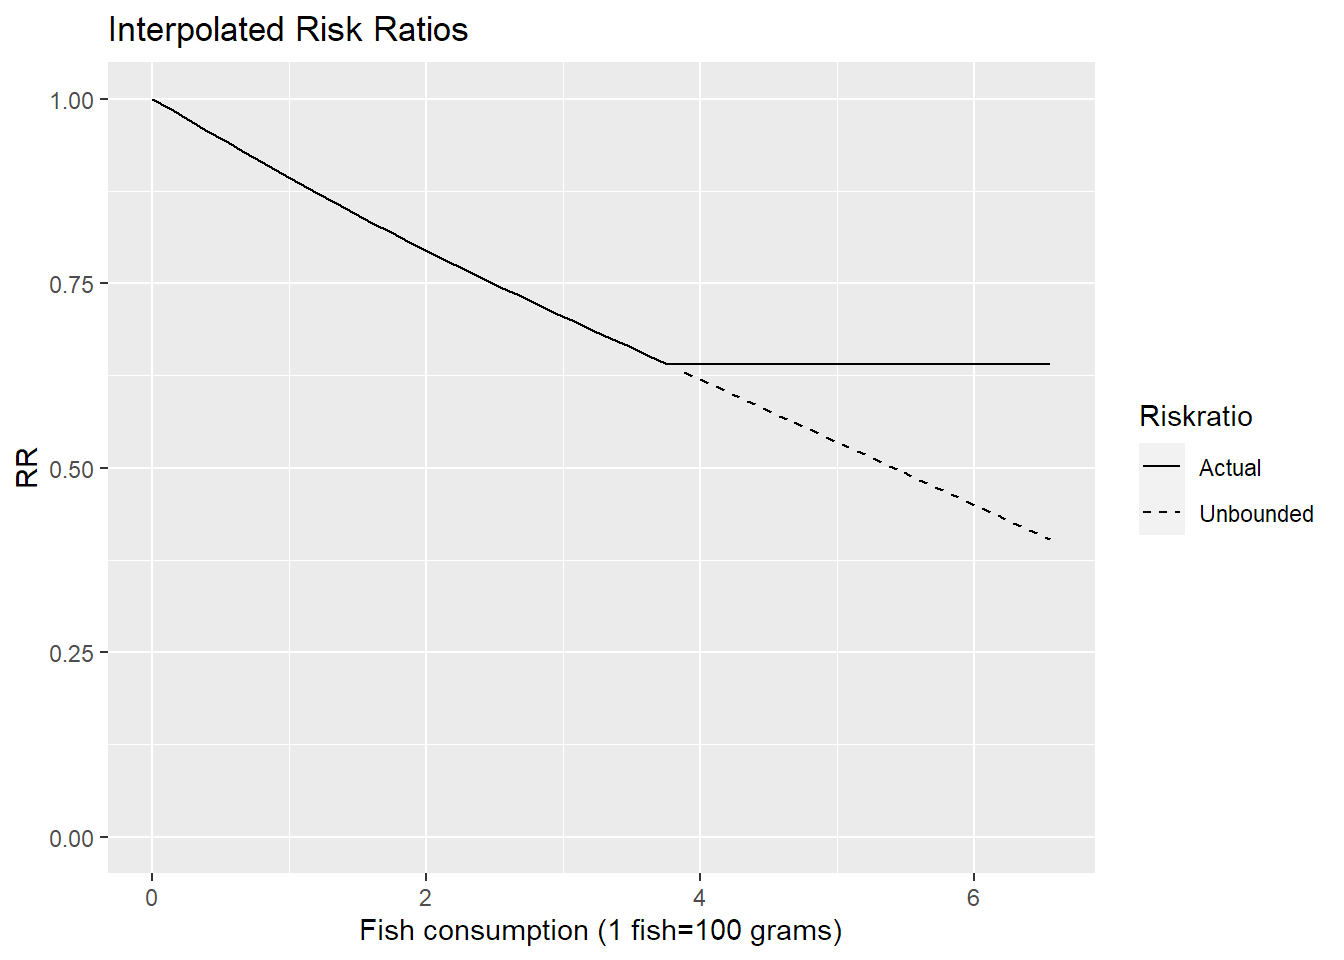 Interpolated Risk Ratios
1.00
0.75
0.50
0.25
0.00
RR
0 2 4 6
Fish consumption (1 fish=100 grams)
Riskratio
Actual
Unbounded